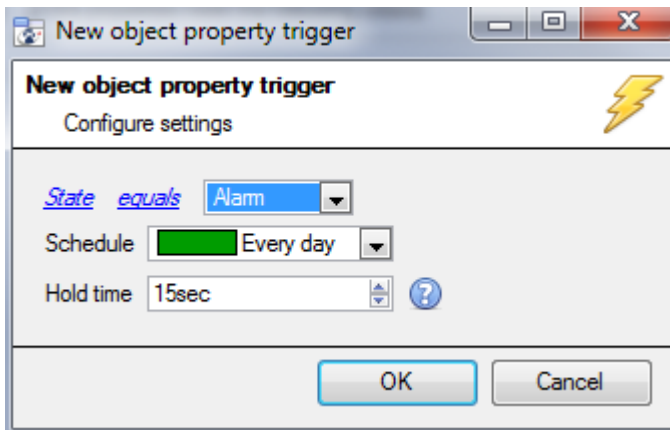 New object property trigger
New object property trigger
Configure settings
State equals Alarm
Schedule Every day
Hold time 15sec
OK Cancel